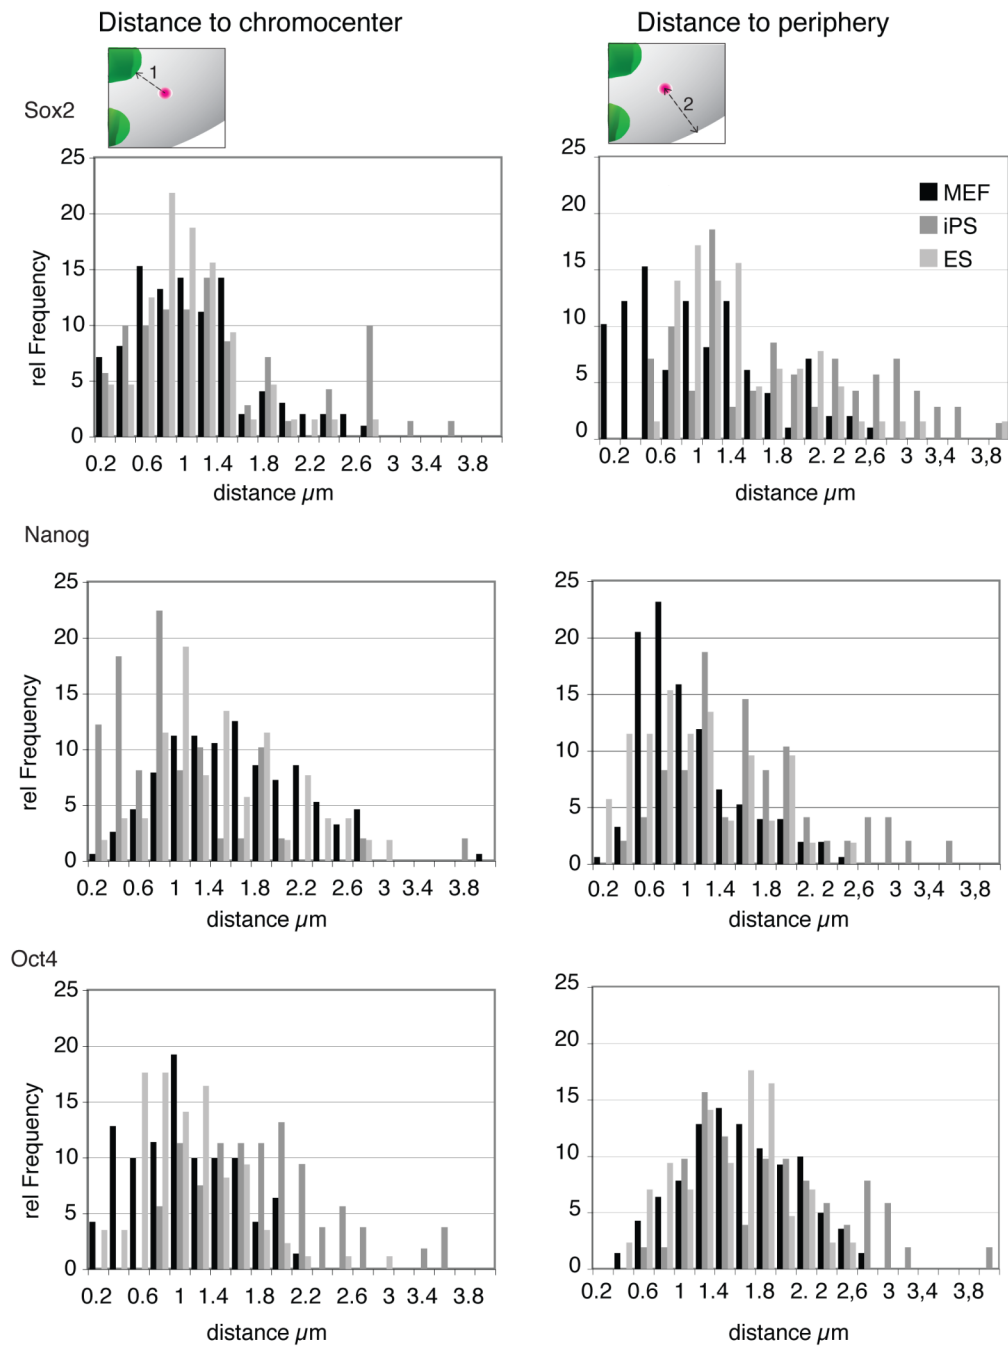 Distance to chromocenter
Distance to periphery
1
2
Sox2
25
20
15
10
5
0
rel Frequency
0.2 0.6 1 1.4 1.8 2.2 2.6 3 3.4 3.8
distance µm
25
20
15
10
5
0
MEF
iPS
ES
0.2 0.6 1 1.4 1.8 2. 2 2,6 3 3,4 3,8
distance µm
Nanog
25
20
15
10
5
0
rel Frequency
0.2 0.6 1 1.4 1.8 2.2 2.6 3 3.4 3.8
distance µm
25
20
15
10
5
0
0.2 0.6 1 1.4 1.8 2. 2 2,6 3 3,4 3,8
distance µm
Oct4
25
20
15
10
5
0
rel Frequency
0.2 0.6 1 1.4 1.8 2.2 2.6 3 3.4 3.8
distance µm
25
20
15
10
5
0
0.2 0.6 1 1.4 1.8 2. 2 2,6 3 3,4 3,8
distance µm